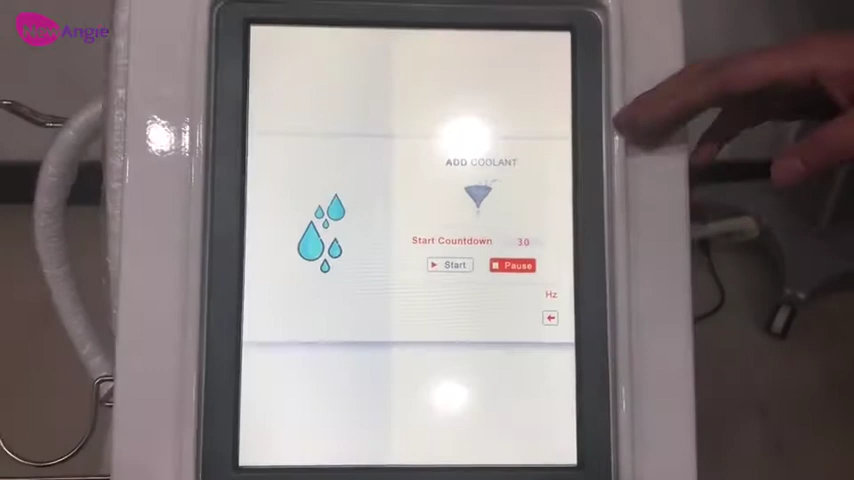 Angie
ADD COOLANT
Start Countdown 30
Start
Pause
Hz